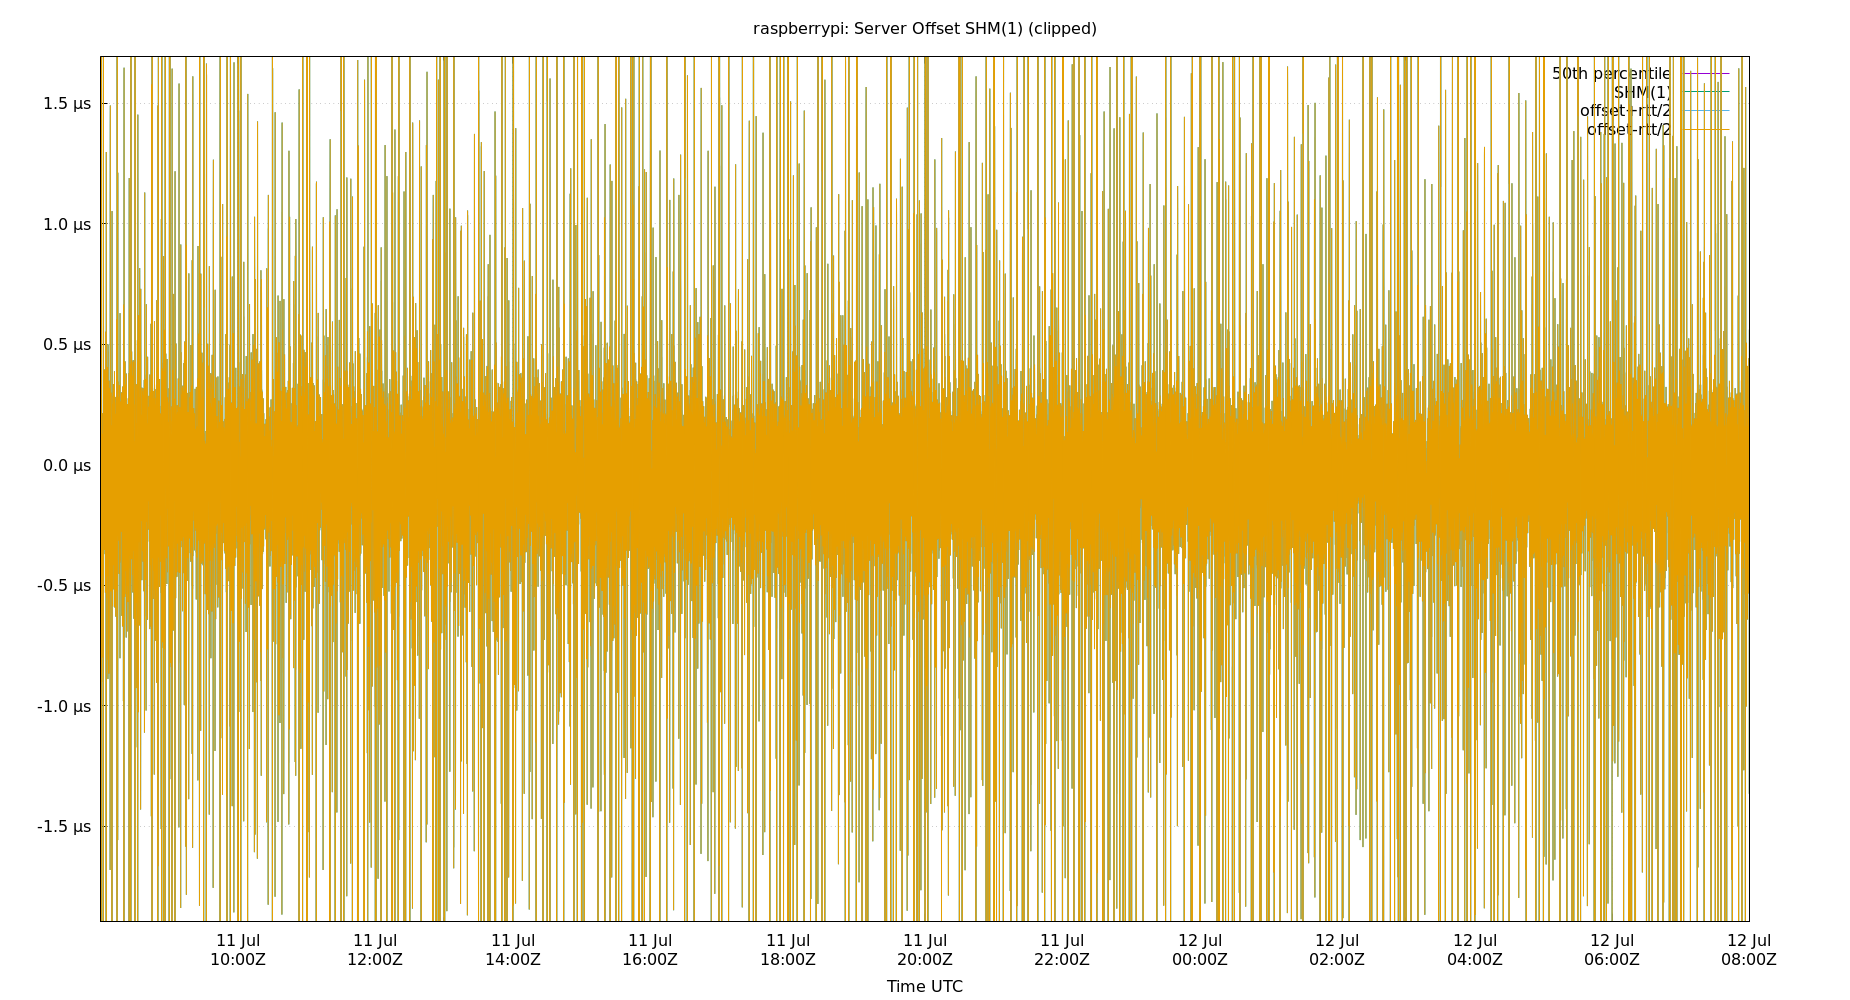 raspberrypi: Server Offset SHM(1) (clipped)
50th percentile
SHM(1)
offset+rtt/2
offset-rtt/2
1.5 µs
1.0 µs
0.5 µs
0.0 µs
-0.5 µs
-1.0 µs
-1.5 µs
11 Jul 11 Jul 11 Jul 11 Jul 11 Jul 11 Jul 11 Jul 12 Jul 12 Jul 12 Jul 12 Jul 12 Jul
10:00Z 12:00Z 14:00Z 16:00Z 18:00Z 20:00Z 22:00Z 00:00Z 02:00Z 04:00Z 06:00Z 08:00Z
Time UTC